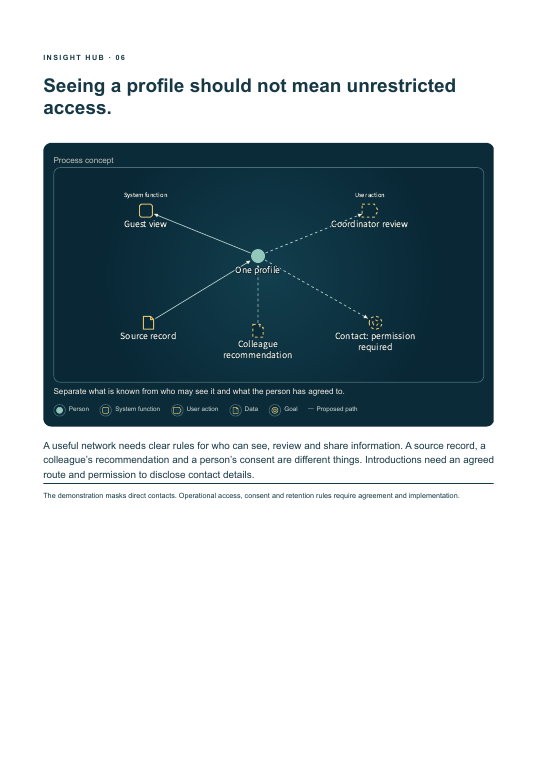 INSIGHT HUB · 06
Seeing a profile should not mean unrestricted
access.
Process concept
System function
User action
Guest view
Coordinator review
One profile
Source record
Colleague
recommendation
Contact: permission
required
Separate what is known from who may see it and what the person has agreed to.
Person
System function
User action
Data
Goal
Proposed path
A useful network needs clear rules for who can see, review and share information. A source record, a
colleague’s recommendation and a person’s consent are different things. Introductions need an agreed
route and permission to disclose contact details.
The demonstration masks direct contacts. Operational access, consent and retention rules require agreement and implementation.